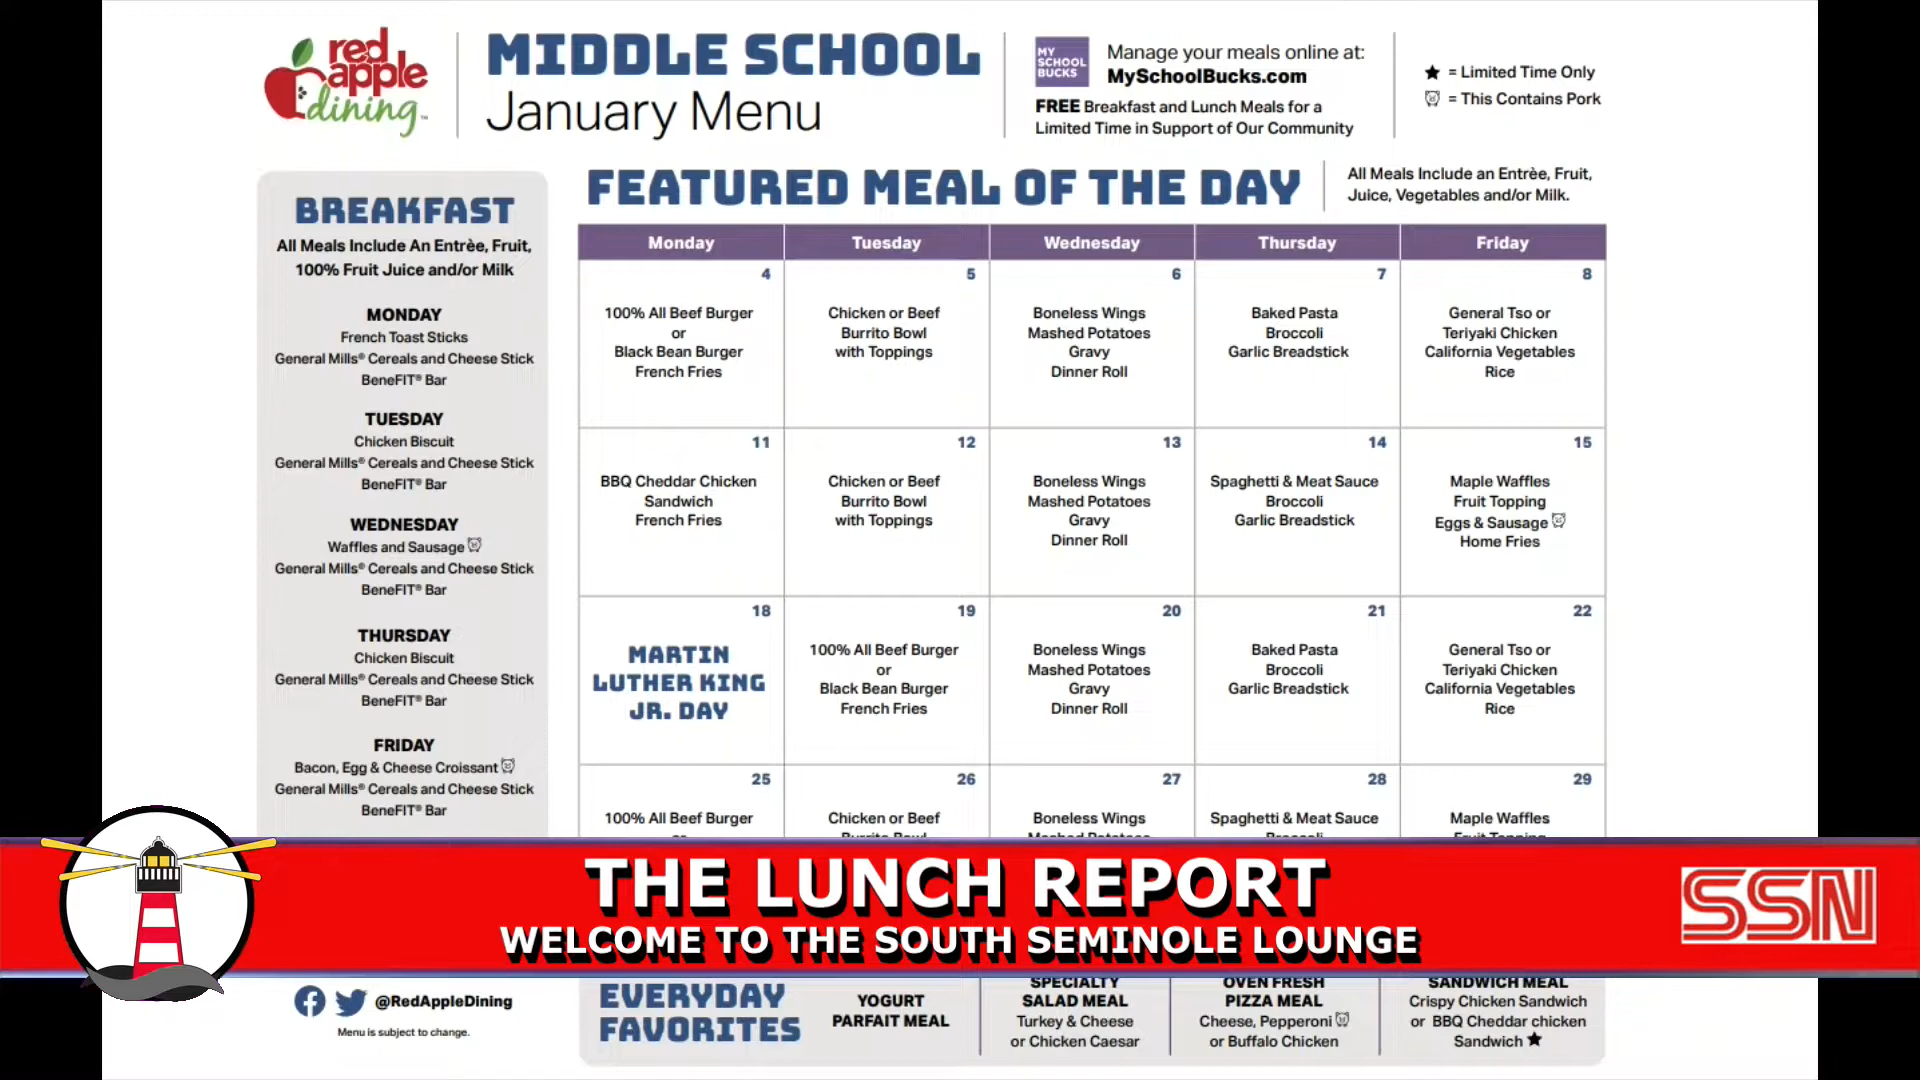 red
apple
dining™
MIDDLE SCHOOL
January Menu
MY
SCHOOL
BUCKS
Manage your meals online at:
MySchoolBucks.com
FREE Breakfast and Lunch Meals for a
Limited Time in Support of Our Community
= Limited Time Only
= This Contains Pork
BREAKFAST
All Meals Include An Entrèe, Fruit,
100% Fruit Juice and/or Milk
MONDAY
French Toast Sticks
General Mills® Cereals and Cheese Stick
BeneFIT® Bar
TUESDAY
Chicken Biscuit
General Mills® Cereals and Cheese Stick
BeneFIT® Bar
WEDNESDAY
Waffles and Sausage
General Mills® Cereals and Cheese Stick
BeneFIT® Bar
THURSDAY
Chicken Biscuit
General Mills® Cereals and Cheese Stick
BeneFIT® Bar
FRIDAY
Bacon, Egg & Cheese Croissant
General Mills® Cereals and Cheese Stick
BeneFIT® Bar
FEATURED MEAL OF THE DAY
All Meals Include an Entrèe, Fruit,
Juice, Vegetables and/or Milk.
Monday
Tuesday
Wednesday
Thursday
Friday
4
100% All Beef Burger
or
Black Bean Burger
French Fries
5
Chicken or Beef
Burrito Bowl
with Toppings
6
Boneless Wings
Mashed Potatoes
Gravy
Dinner Roll
7
Baked Pasta
Broccoli
Garlic Breadstick
8
General Tso or
Teriyaki Chicken
California Vegetables
Rice
11
BBQ Cheddar Chicken
Sandwich
French Fries
12
Chicken or Beef
Burrito Bowl
with Toppings
13
Boneless Wings
Mashed Potatoes
Gravy
Dinner Roll
14
Spaghetti & Meat Sauce
Broccoli
Garlic Breadstick
15
Maple Waffles
Fruit Topping
Eggs & Sausage
Home Fries
18
MARTIN
LUTHER KING
JR. DAY
19
100% All Beef Burger
or
Black Bean Burger
French Fries
20
Boneless Wings
Mashed Potatoes
Gravy
Dinner Roll
21
Baked Pasta
Broccoli
Garlic Breadstick
22
General Tso or
Teriyaki Chicken
California Vegetables
Rice
25
100% All Beef Burger
26
Chicken or Beef
27
Boneless Wings
28
Spaghetti & Meat Sauce
29
Maple Waffles
THE LUNCH REPORT
WELCOME TO THE SOUTH SEMINOLE LOUNGE
SSN
@RedAppleDining
Menu is subject to change.
EVERYDAY
FAVORITES
YOGURT
PARFAIT MEAL
SPECIALTY
SALAD MEAL
Turkey & Cheese
or Chicken Caesar
OVEN FRESH
PIZZA MEAL
Cheese, Pepperoni
or Buffalo Chicken
SANDWICH MEAL
Crispy Chicken Sandwich
or BBQ Cheddar chicken
Sandwich